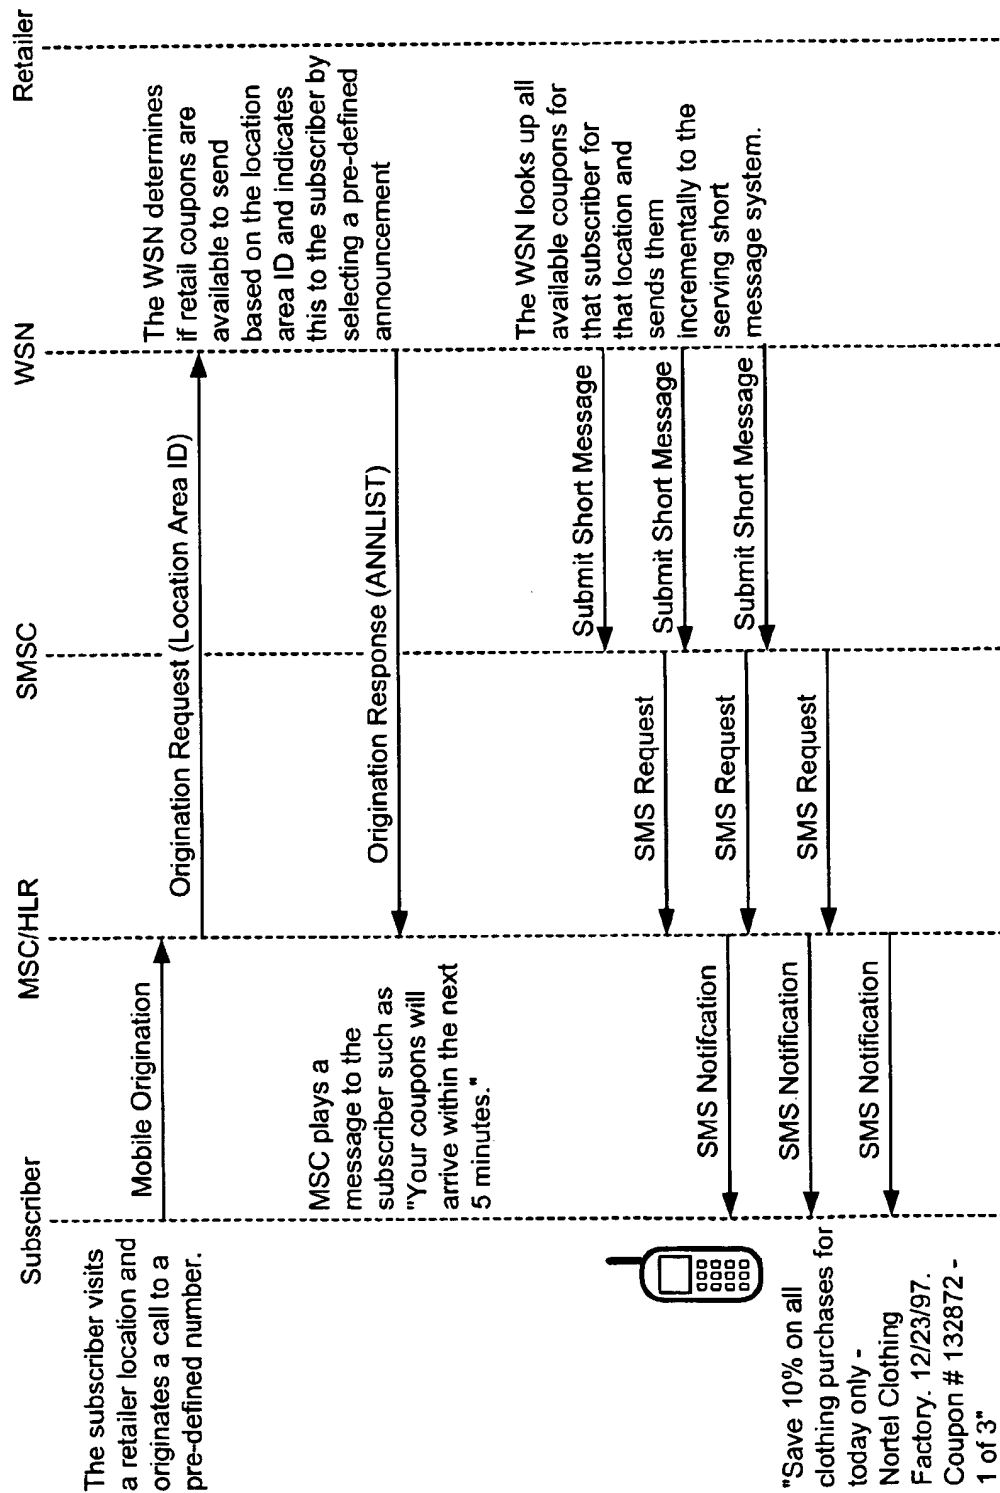 Subscriber
MSC/HLR
SMSC
WSN
Retailer
The subscriber visits
a retailer location and
originates a call to a
pre-defined number.
Mobile Origination
Origination Request (Location Area ID)
The WSN determines
if retail coupons are
available to send
based on the location
area ID and indicates
this to the subscriber by
selecting a pre-defined
announcement
Origination Response (ANNLIST)
MSC plays a
message to the
subscriber such as
"Your coupons will
arrive within the next
5 minutes."
The WSN looks up all
available coupons for
that subscriber for
that location and
sends them
incrementally to the
serving short
message system.
Submit Short Message
Submit Short Message
Submit Short Message
SMS Request
SMS Request
SMS Request
SMS Notifcation
SMS Notification
SMS Notification
"Save 10% on all
clothing purchases for
today only -
Nortel Clothing
Factory. 12/23/97.
Coupon # 132872 -
1 of 3"